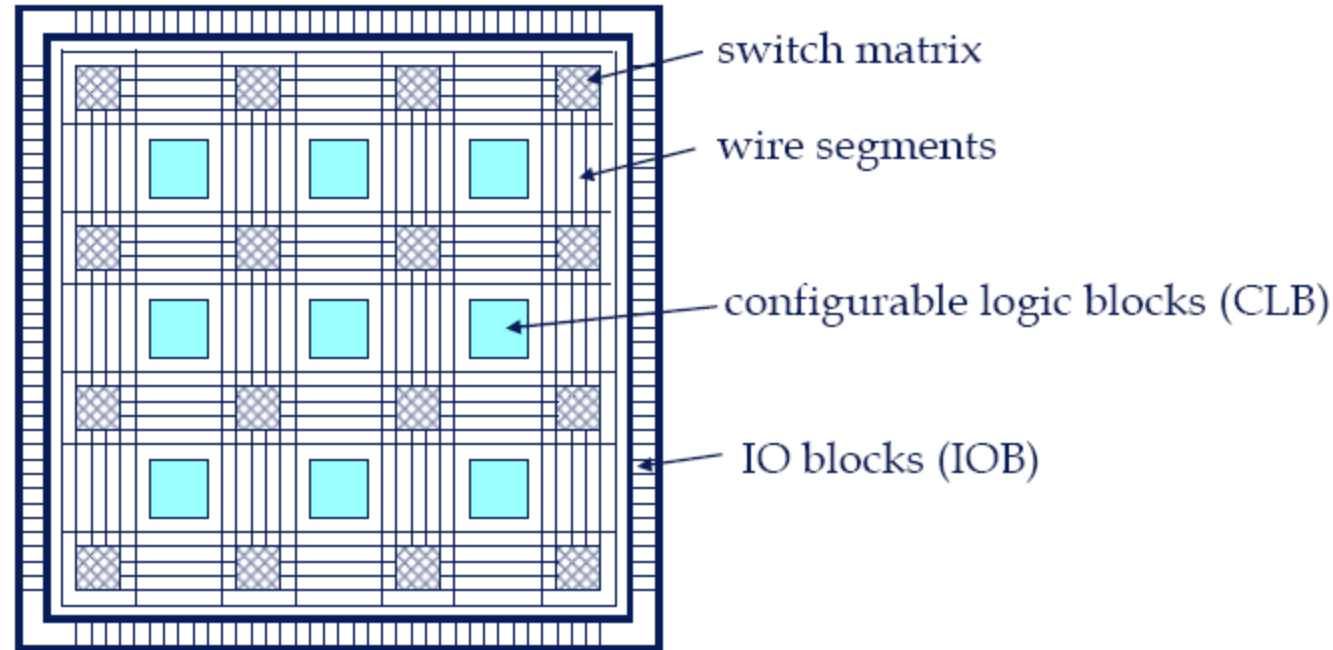 switch matrix
wire segments
configurable logic blocks (CLB)
IO blocks (IOB)